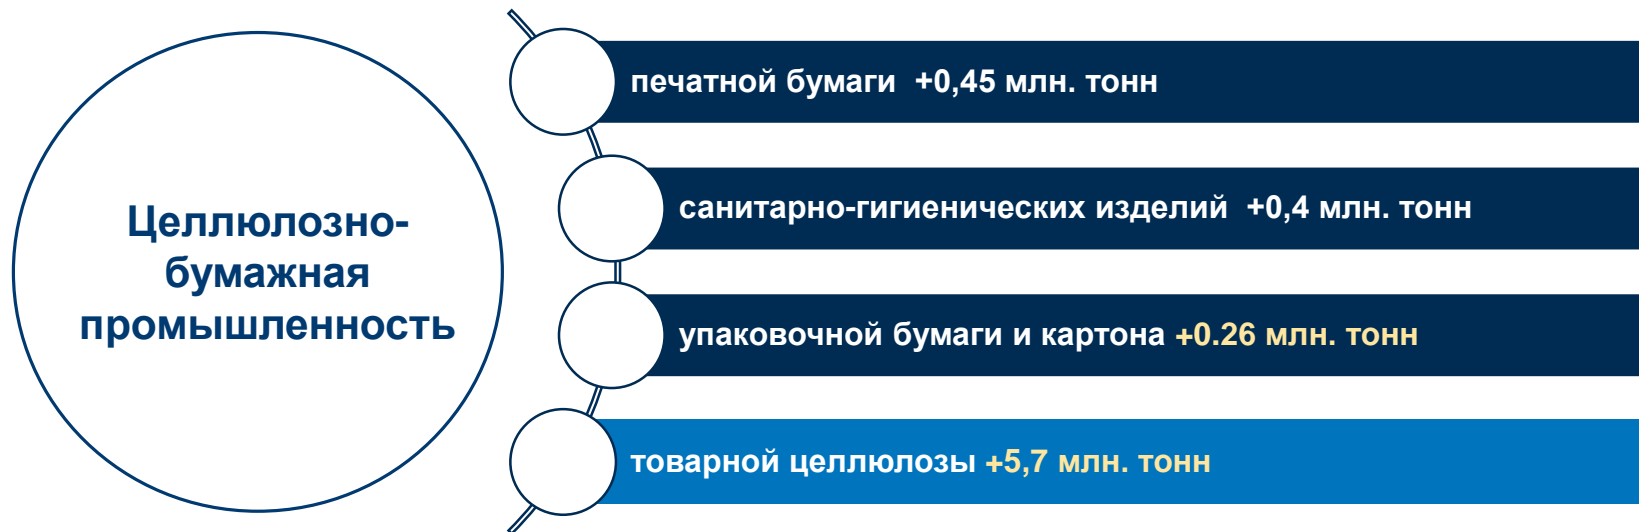 Целлюлозно-
бумажная
промышленность
печатной бумаги  +0,45 млн. тонн
санитарно-гигиенических изделий  +0,4 млн. тонн
упаковочной бумаги и картона +0.26 млн. тонн
товарной целлюлозы +5,7 млн. тонн